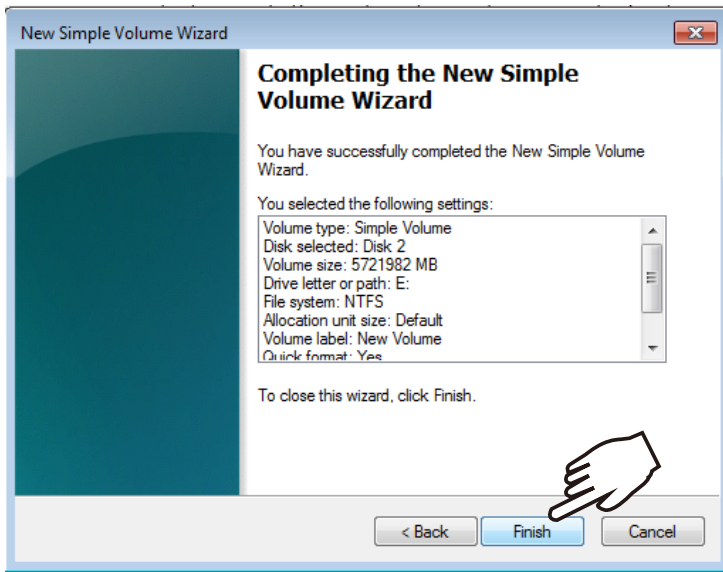 New Simple Volume Wizard
Completing the New Simple
Volume Wizard
You have successfully completed the New Simple Volume
Wizard.
You selected the following settings:
Volume type: Simple Volume
Disk selected: Disk 2
Volume size: 5721982 MB
Drive letter or path: E:
File system: NTFS
Allocation unit size: Default
Volume label: New Volume
Quick format: Yes
To close this wizard, click Finish.
< Back
Finish
Cancel